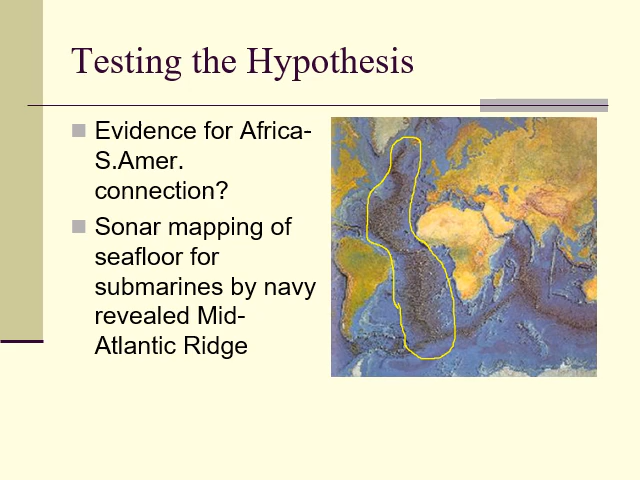 Testing the Hypothesis
Evidence for Africa-
S.Amer.
connection?
Sonar mapping of
seafloor for
submarines by navy
revealed Mid-
Atlantic Ridge